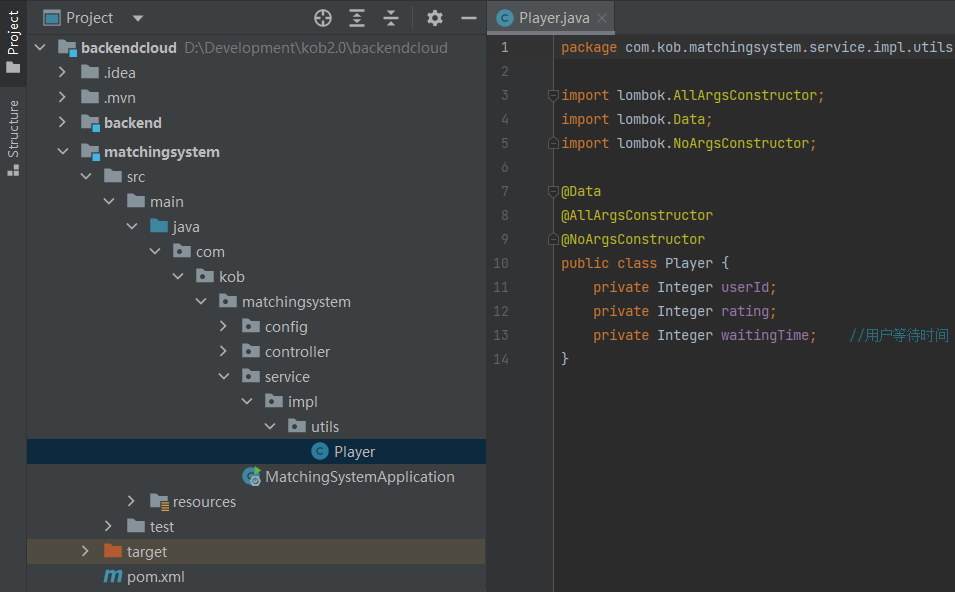 Project
Structure
Project
backendcloud D:\Development\kob2.0\backendcloud
.idea
.mvn
backend
matchingsystem
src
main
java
com
kob
matchingsystem
config
controller
service
impl
utils
Player
MatchingSystemApplication
resources
test
target
pom.xml
Player.java
1 package com.kob.matchingsystem.service.impl.utils
2
3 import lombok.AllArgsConstructor;
4 import lombok.Data;
5 import lombok.NoArgsConstructor;
6
7 @Data
8 @AllArgsConstructor
9 @NoArgsConstructor
10 public class Player {
11 private Integer userId;
12 private Integer rating;
13 private Integer waitingTime; //用户等待时间
14 }